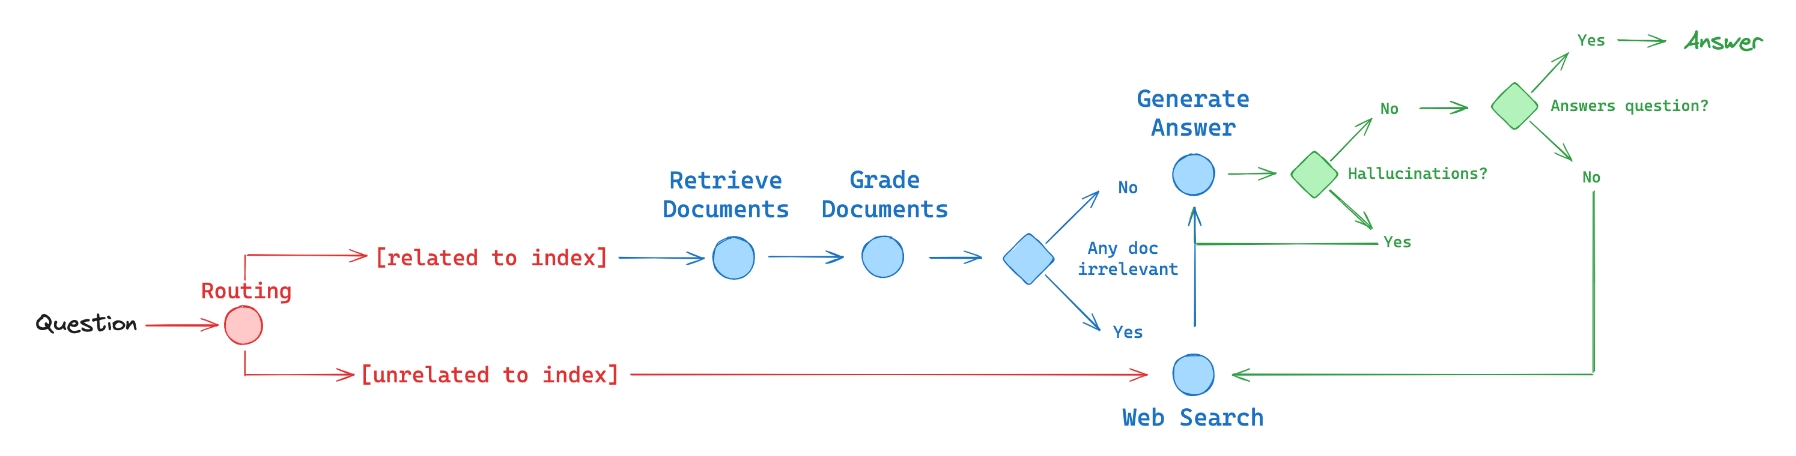 Question
Routing
[related to index]
[unrelated to index]
Retrieve
Documents
Grade
Documents
No
Any doc
irrelevant
Yes
Generate
Answer
Web Search
Hallucinations?
No
Yes
Answers question?
Yes
No
Answer